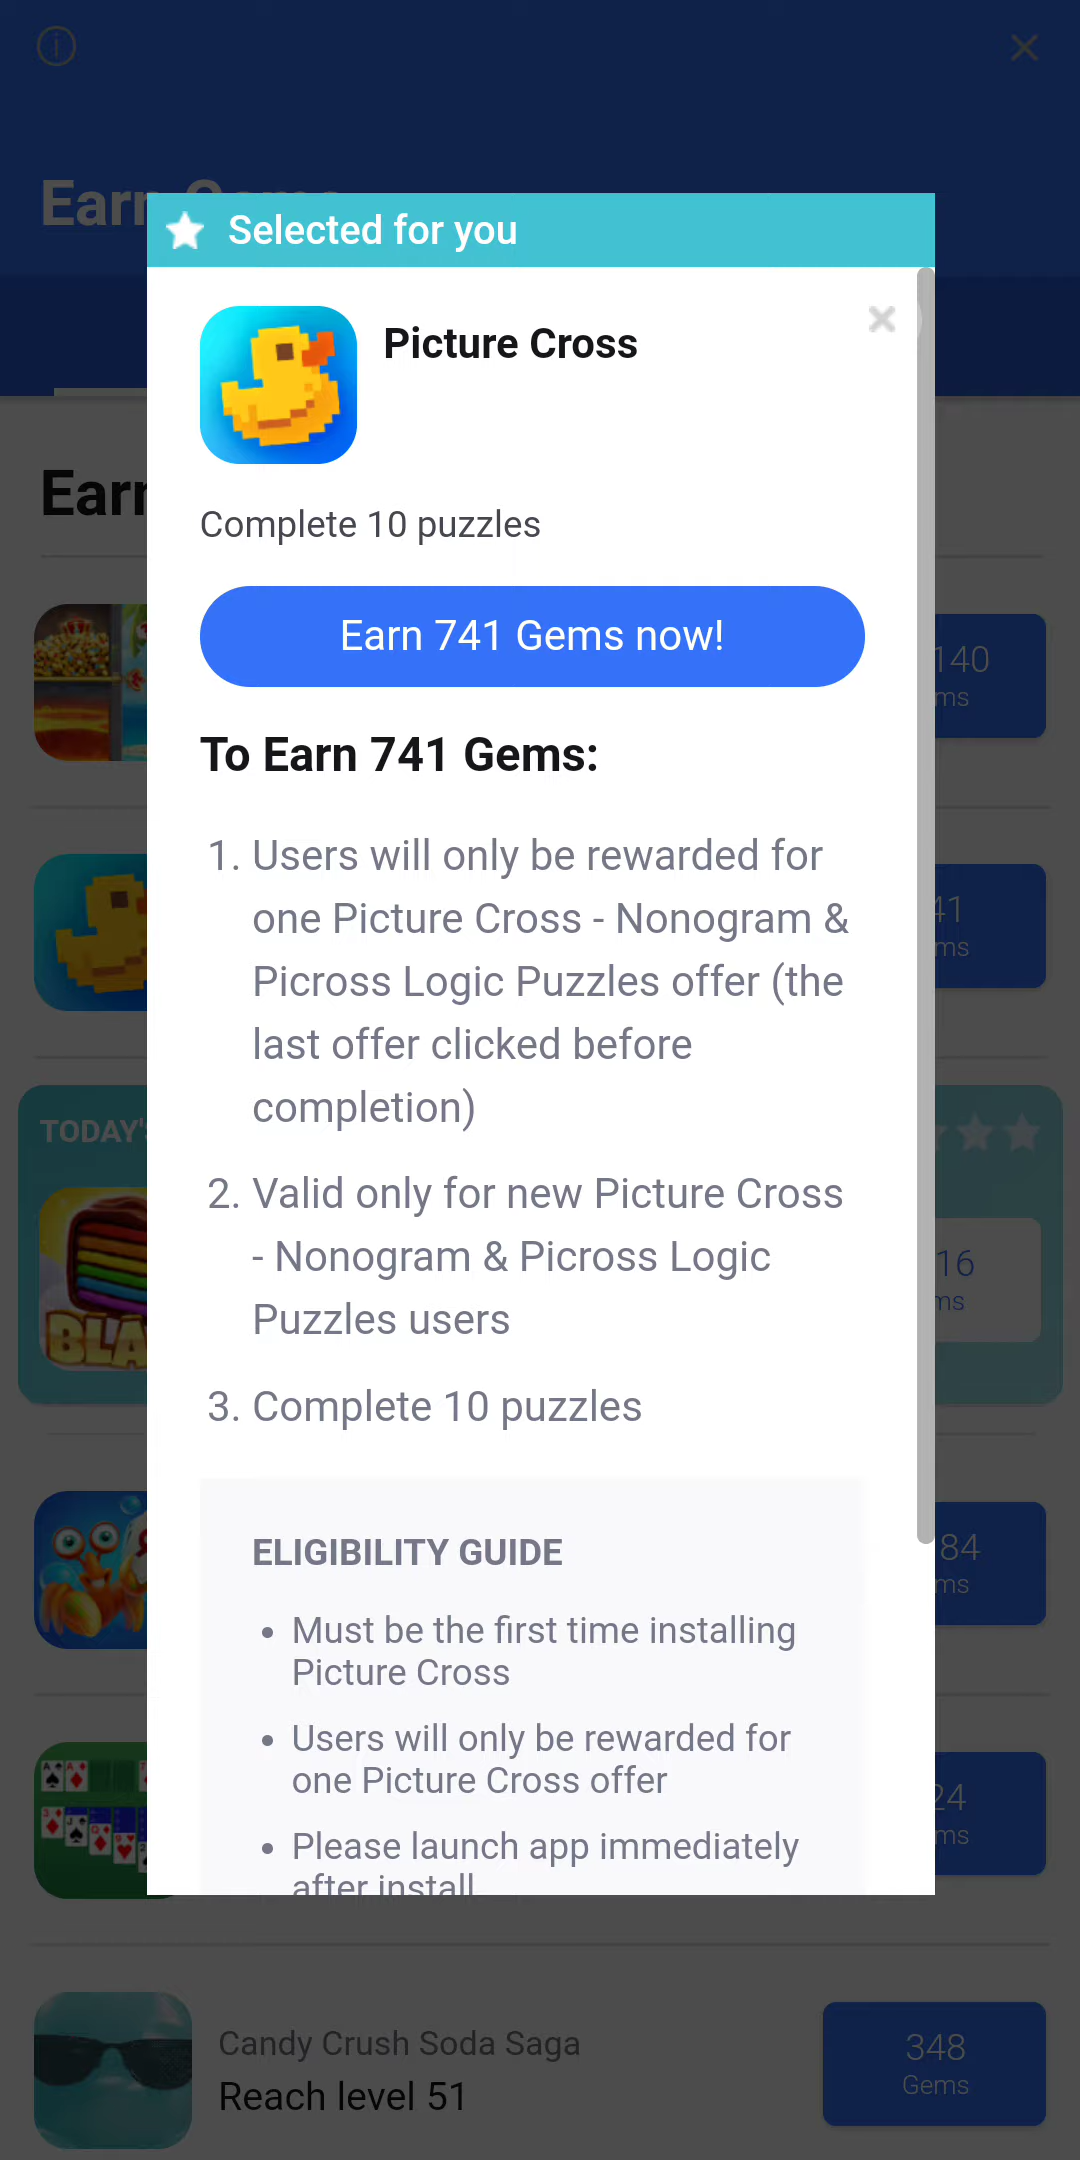 Earn
Selected for you
Picture Cross
Complete 10 puzzles
Earn 741 Gems now!
To Earn 741 Gems:
1. Users will only be rewarded for
one Picture Cross - Nonogram &
Picross Logic Puzzles offer (the
last offer clicked before
completion)
2. Valid only for new Picture Cross
- Nonogram & Picross Logic
Puzzles users
3. Complete 10 puzzles
ELIGIBILITY GUIDE
• Must be the first time installing
Picture Cross
• Users will only be rewarded for
one Picture Cross offer
• Please launch app immediately
after install
Earn
140
ms
41
ms
TODAY'S
BLA
16
ms
84
ms
24
ms
Candy Crush Soda Saga
Reach level 51
348
Gems